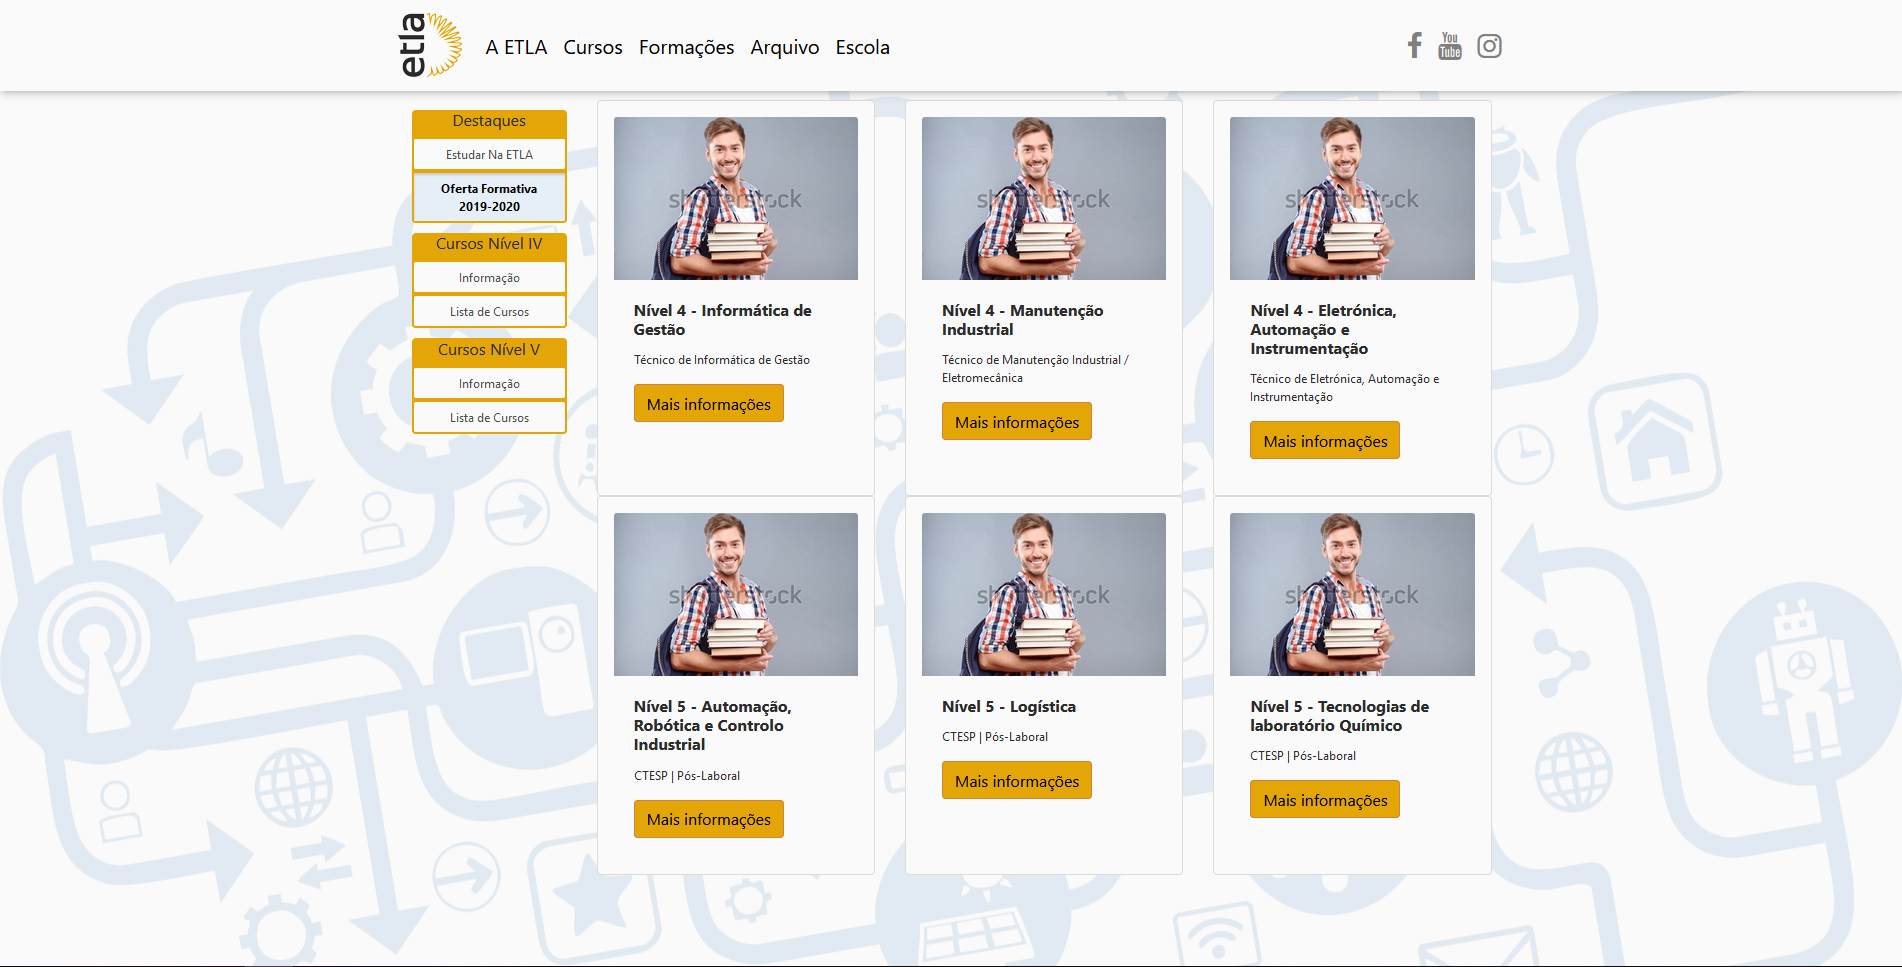 etla
A ETLA Cursos Formações Arquivo Escola
You
Tube
Destaques
Estudar Na ETLA
Oferta Formativa
2019-2020
Cursos Nível IV
Informação
Lista de Cursos
Cursos Nível V
Informação
Lista de Cursos
shutterstock
Nível 4 - Informática de
Gestão
Técnico de Informática de Gestão
Mais informações
shutterstock
Nível 4 - Manutenção
Industrial
Técnico de Manutenção Industrial /
Eletromecânica
Mais informações
shutterstock
Nível 4 - Eletrónica,
Automação e
Instrumentação
Técnico de Eletrónica, Automação e
Instrumentação
Mais informações
shutterstock
Nível 5 - Automação,
Robótica e Controlo
Industrial
CTESP | Pós-Laboral
Mais informações
shutterstock
Nível 5 - Logística
CTESP | Pós-Laboral
Mais informações
shutterstock
Nível 5 - Tecnologias de
laboratório Químico
CTESP | Pós-Laboral
Mais informações